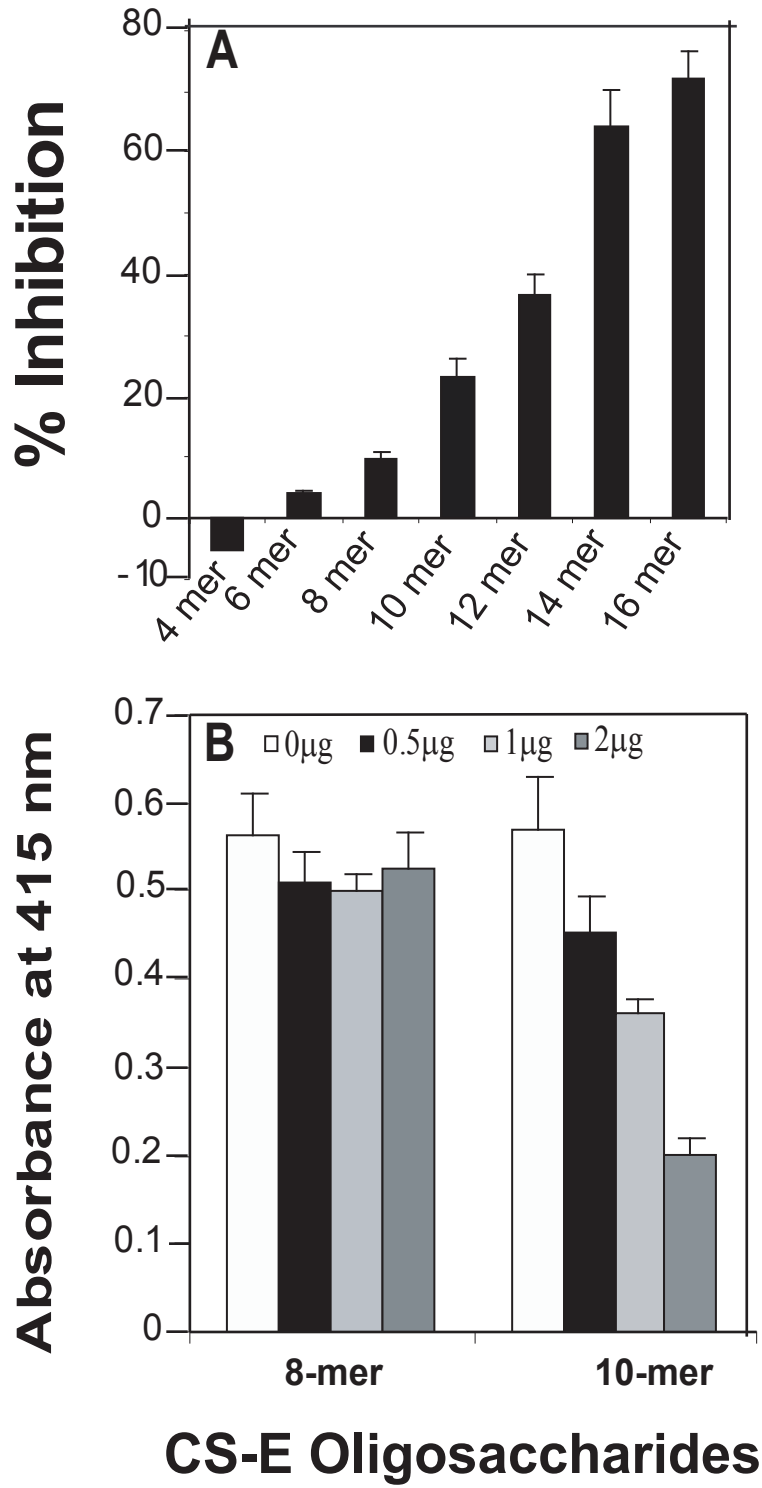 A
% Inhibition
80
60
40
20
0
-10
4 mer
6 mer
8 mer
10 mer
12 mer
14 mer
16 mer
B
0µg 0.5µg 1µg 2µg
Absorbance at 415 nm
0.7
0.6
0.5
0.4
0.3
0.2
0.1
0
8-mer 10-mer
CS-E Oligosaccharides